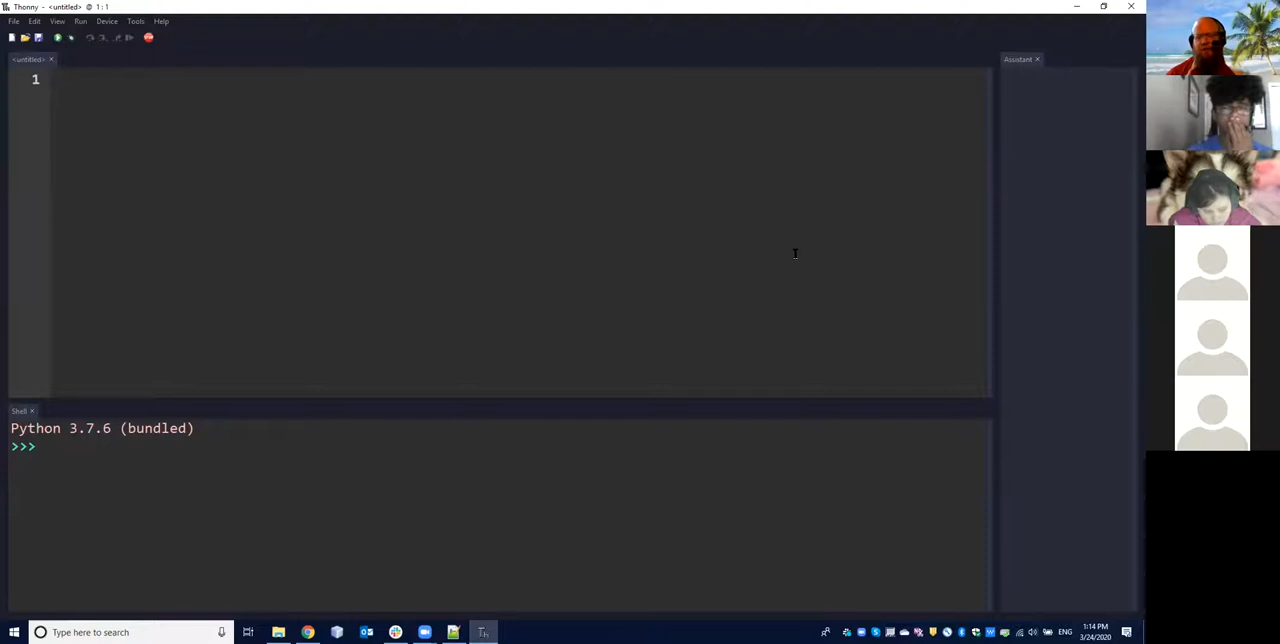 Thonny - <untitled> @ 1:1
File Edit View Run Device Tools Help
<untitled> ×
Assistant ×
1
Shell ×
Python 3.7.6 (bundled)
>>>
Type here to search
ENG
1:14 PM
3/24/2020